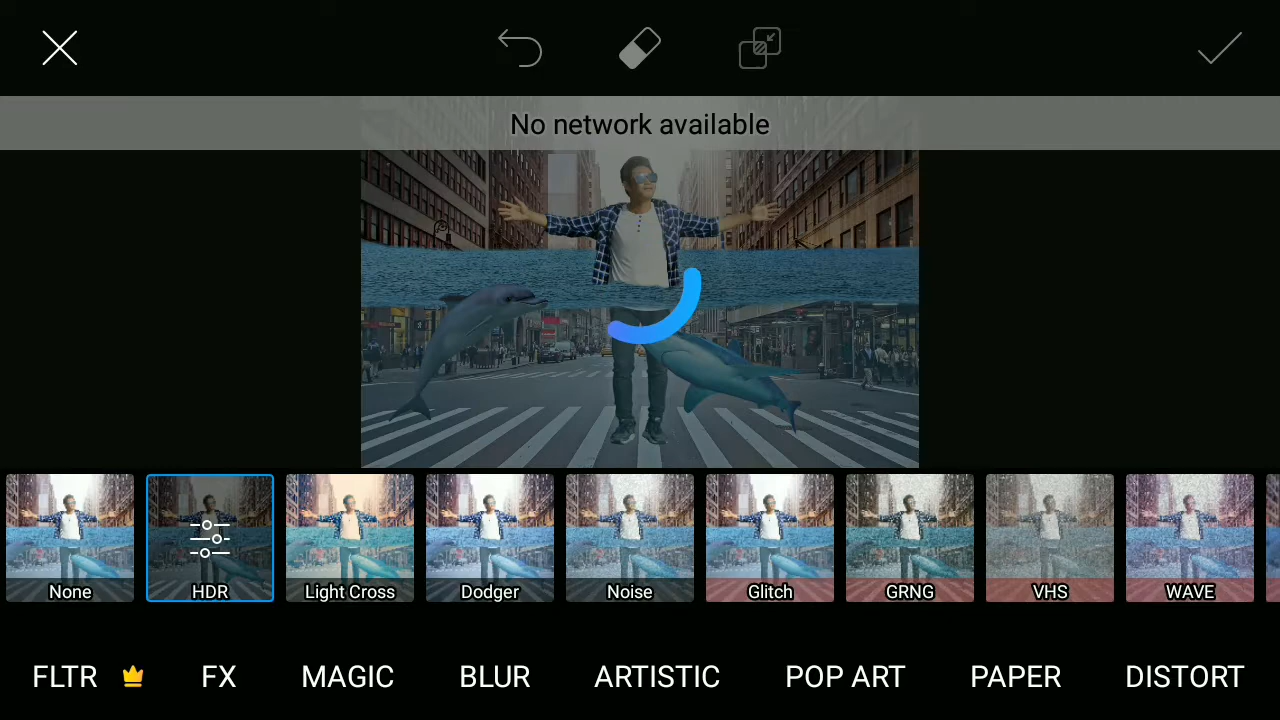 No network available
None HDR Light Cross Dodger Noise Glitch GRNG VHS WAVE
FLTR FX MAGIC BLUR ARTISTIC POP ART PAPER DISTORT